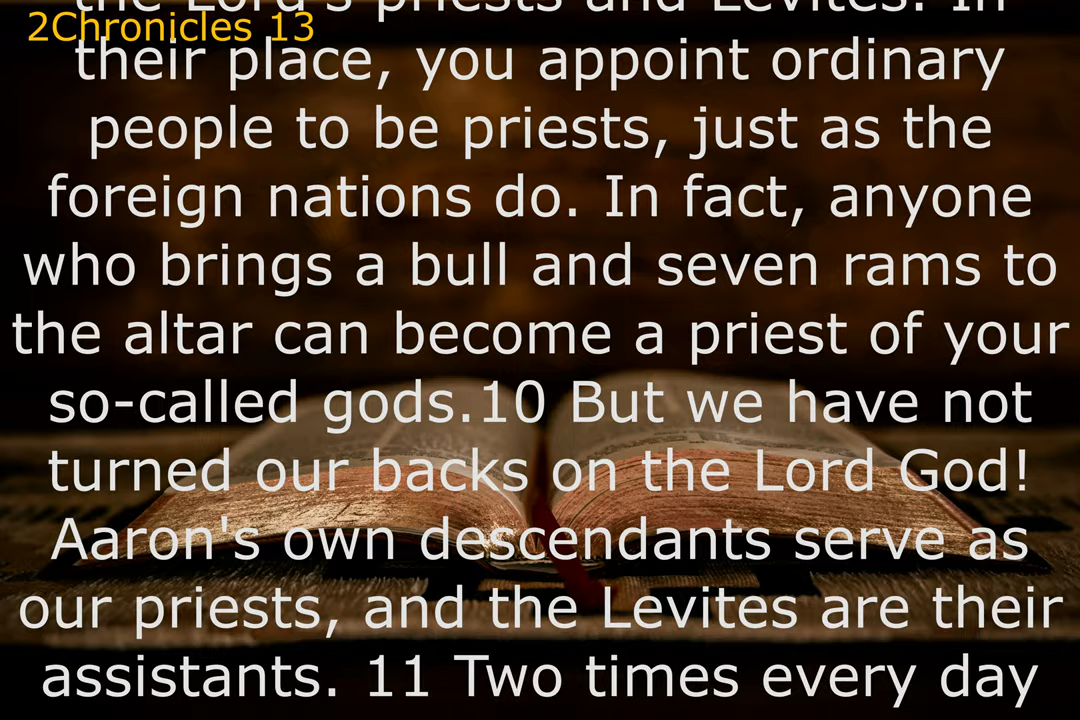 the Lord's priests and Levites. In
2Chronicles 13
their place, you appoint ordinary
people to be priests, just as the
foreign nations do. In fact, anyone
who brings a bull and seven rams to
the altar can become a priest of your
so-called gods.10 But we have not
turned our backs on the Lord God!
Aaron's own descendants serve as
our priests, and the Levites are their
assistants. 11 Two times every day